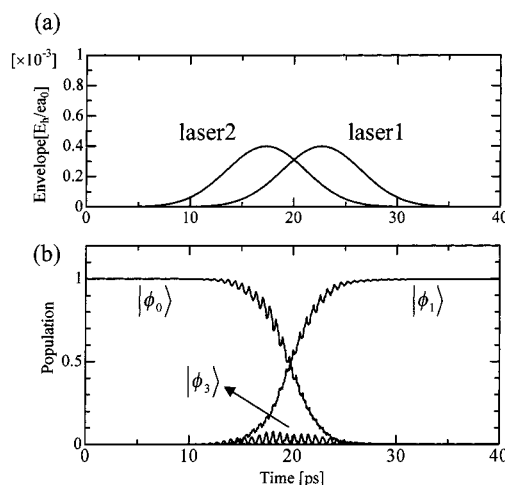 (a)
[×10⁻³]
Envelope[Eₕ/ea₀]
1
0.8
0.6
0.4
0.2
0
laser2
laser1
0 10 20 30 40
(b)
Population
1
0.5
0
|ϕ₀⟩
|ϕ₁⟩
|ϕ₃⟩
0 10 20 30 40
Time [ps]